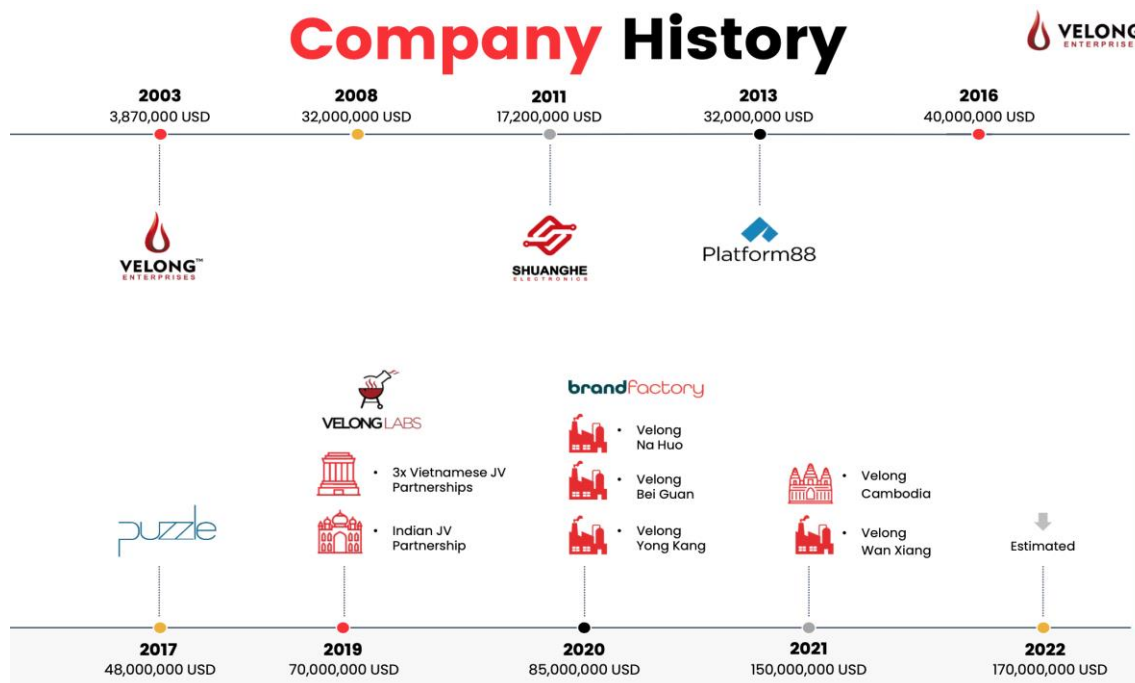 Company History
VELONG
ENTERPRISES
2003
3,870,000 USD
2008
32,000,000 USD
2011
17,200,000 USD
2013
32,000,000 USD
2016
40,000,000 USD
VELONG™
ENTERPRISES
SHUANGHE
ELECTRONICS
Platform88
puzzle
VELONG LABS
• 3x Vietnamese JV
Partnerships
• Indian JV
Partnership
brandfactory
• Velong
Na Huo
• Velong
Bei Guan
• Velong
Yong Kang
• Velong
Cambodia
• Velong
Wan Xiang
Estimated
2017
48,000,000 USD
2019
70,000,000 USD
2020
85,000,000 USD
2021
150,000,000 USD
2022
170,000,000 USD